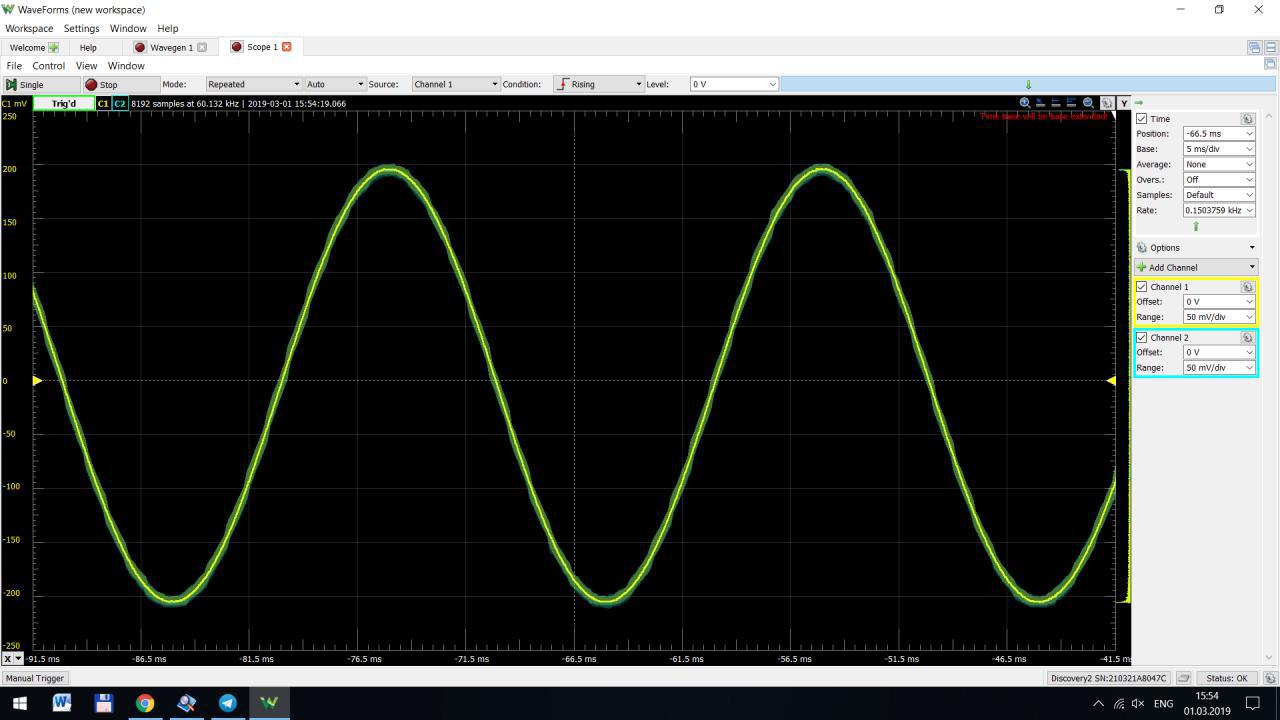 WaveForms (new workspace)
Workspace Settings Window Help
Welcome Help Wavegen 1 Scope 1
File Control View Window
Single Stop Mode: Repeated Auto Source: Channel 1 Condition: Rising Level: 0 V
C1 mV Trig'd C1 C2 8192 samples at 60.132 kHz | 2019-03-01 15:54:19.066 Y
Time base will be base extended!
250
200
150
100
50
0
-50
-100
-150
-200
-250
X -91.5 ms -86.5 ms -81.5 ms -76.5 ms -71.5 ms -66.5 ms -61.5 ms -56.5 ms -51.5 ms -46.5 ms -41.5 ms
Time
Position: -66.5 ms
Base: 5 ms/div
Average: None
Overs.: Off
Samples: Default
Rate: 0.1503759 kHz
Options
Add Channel
Channel 1
Offset: 0 V
Range: 50 mV/div
Channel 2
Offset: 0 V
Range: 50 mV/div
Manual Trigger Discovery2 SN:210321A8047C Status: OK
ENG 15:54
01.03.2019